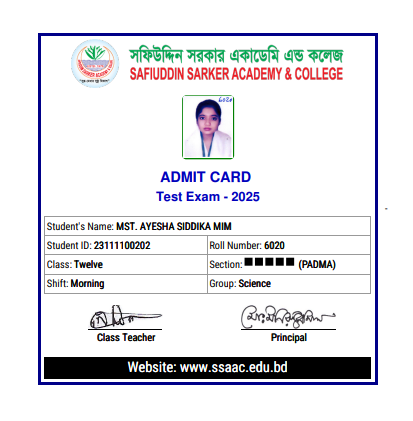 সফিউদ্দিন সরকার একাডেমি এন্ড কলেজ
SAFIUDDIN SARKER ACADEMY & COLLEGE
6020
ADMIT CARD
Test Exam - 2025
Student's Name: MST. AYESHA SIDDIKA MIM
Student ID: 23111100202 Roll Number: 6020
Class: Twelve Section: ■■■■■ (PADMA)
Shift: Morning Group: Science
Class Teacher Principal
Website: www.ssaac.edu.bd